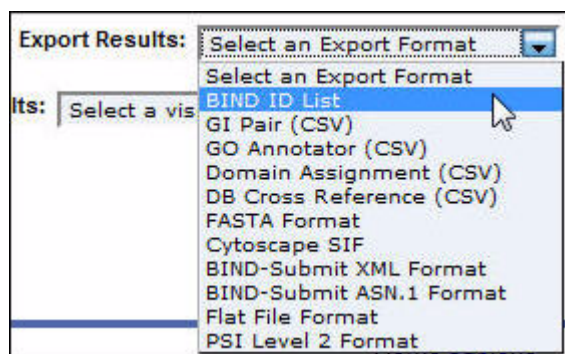 Export Results: Select an Export Format
Select an Export Format
BIND ID List
lts: Select a vis
GI Pair (CSV)
GO Annotator (CSV)
Domain Assignment (CSV)
DB Cross Reference (CSV)
FASTA Format
Cytoscape SIF
BIND-Submit XML Format
BIND-Submit ASN.1 Format
Flat File Format
PSI Level 2 Format